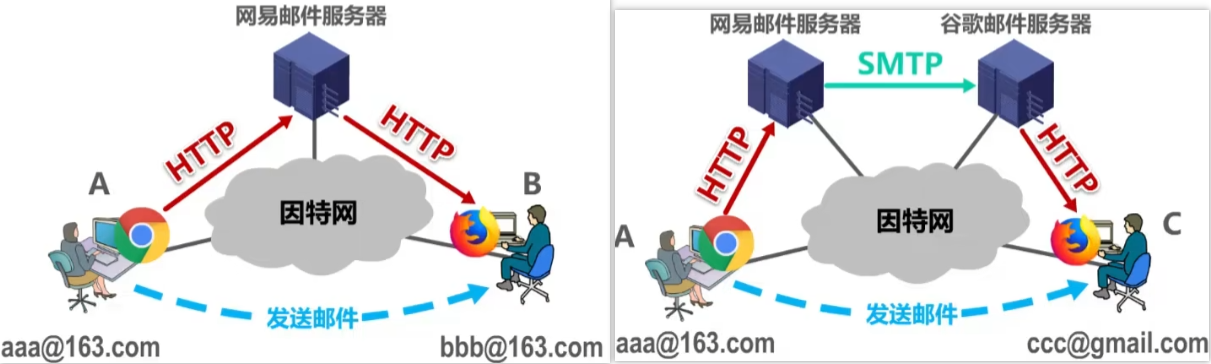 网易邮件服务器
HTTP
HTTP
A
B
因特网
发送邮件
aaa@163.com
bbb@163.com
网易邮件服务器
谷歌邮件服务器
SMTP
HTTP
HTTP
A
C
因特网
发送邮件
aaa@163.com
ccc@gmail.com